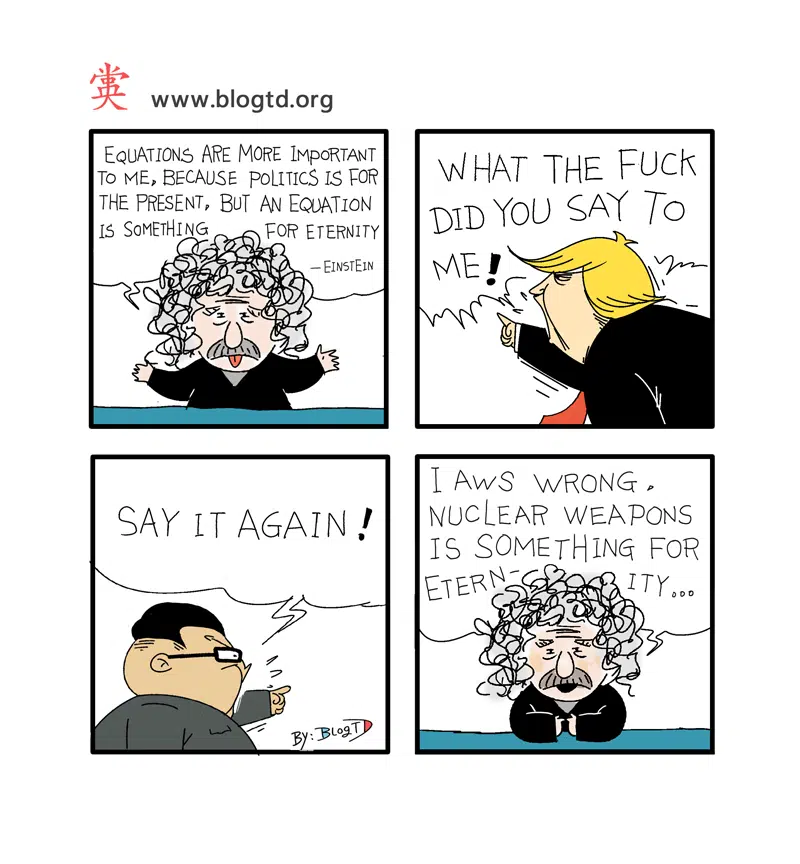 www.blogtd.org
EQUATIONS ARE MORE IMPORTANT
TO ME, BECAUSE POLITICS IS FOR
THE PRESENT, BUT AN EQUATION
IS SOMETHING FOR ETERNITY
—EINSTEIN
WHAT THE FUCK
DID YOU SAY TO
ME!
SAY IT AGAIN!
BY: BLOGTD
I AWS WRONG.
NUCLEAR WEAPONS
IS SOMETHING FOR
ETERN-ITY...